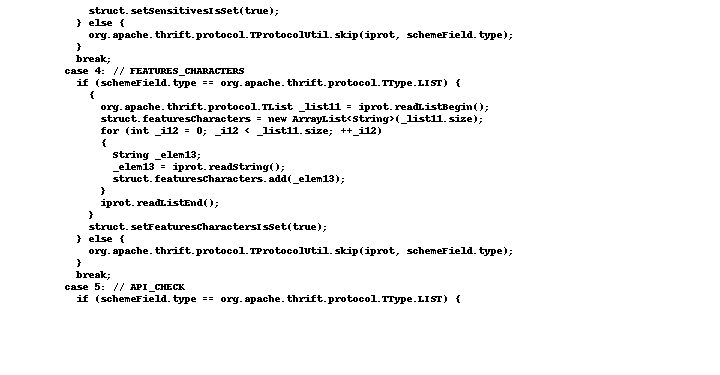 struct.setSensitivesIsSet(true);
} else {
org.apache.thrift.protocol.TProtocolUtil.skip(iprot, schemeField.type);
}
break;
case 4: // FEATURES_CHARACTERS
if (schemeField.type == org.apache.thrift.protocol.TType.LIST) {
{
org.apache.thrift.protocol.TList _list11 = iprot.readListBegin();
struct.featuresCharacters = new ArrayList<String>(_list11.size);
for (int _i12 = 0; _i12 < _list11.size; ++_i12)
{
String _elem13;
_elem13 = iprot.readString();
struct.featuresCharacters.add(_elem13);
}
iprot.readListEnd();
}
struct.setFeaturesCharactersIsSet(true);
} else {
org.apache.thrift.protocol.TProtocolUtil.skip(iprot, schemeField.type);
}
break;
case 5: // API_CHECK
if (schemeField.type == org.apache.thrift.protocol.TType.LIST) {